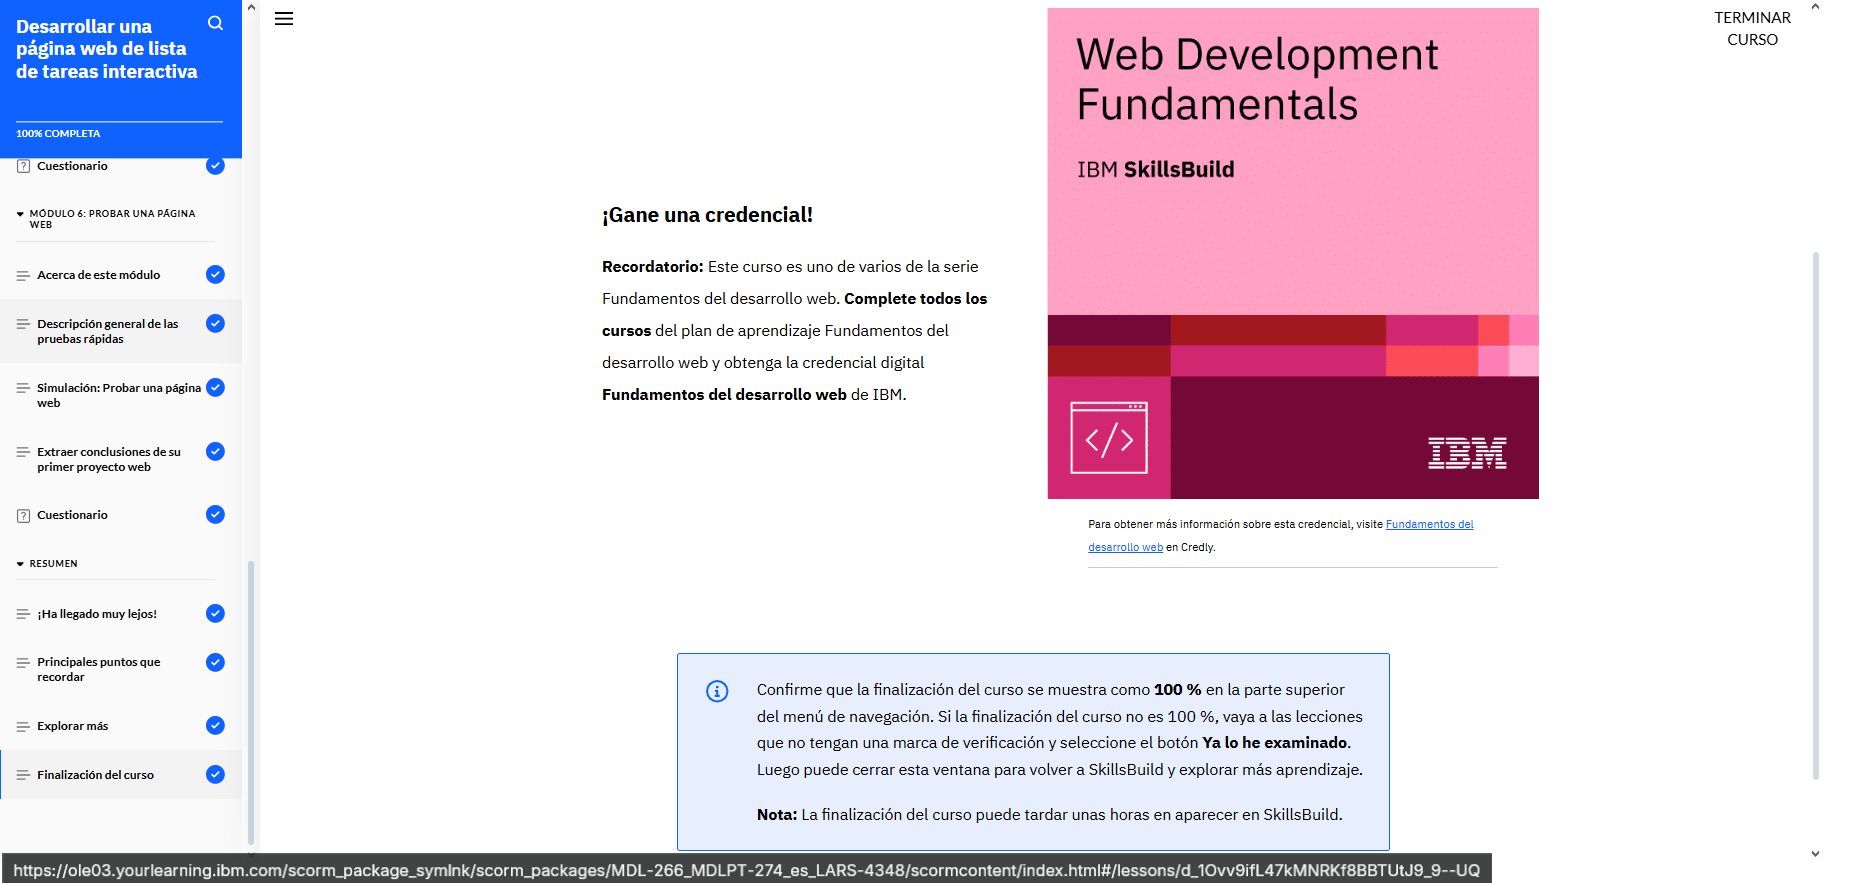 Desarrollar una
página web de lista
de tareas interactiva
100% COMPLETA
Cuestionario
MÓDULO 6: PROBAR UNA PÁGINA
WEB
Acerca de este módulo
Descripción general de las
pruebas rápidas
Simulación: Probar una página
web
Extraer conclusiones de su
primer proyecto web
Cuestionario
RESUMEN
¡Ha llegado muy lejos!
Principales puntos que
recordar
Explorar más
Finalización del curso
TERMINAR
CURSO
¡Gane una credencial!
Recordatorio: Este curso es uno de varios de la serie
Fundamentos del desarrollo web. Complete todos los
cursos del plan de aprendizaje Fundamentos del
desarrollo web y obtenga la credencial digital
Fundamentos del desarrollo web de IBM.
Web Development
Fundamentals
IBM SkillsBuild
</>
IBM
Para obtener más información sobre esta credencial, visite Fundamentos del
desarrollo web en Credly.
Confirme que la finalización del curso se muestra como 100 % en la parte superior
del menú de navegación. Si la finalización del curso no es 100 %, vaya a las lecciones
que no tengan una marca de verificación y seleccione el botón Ya lo he examinado.
Luego puede cerrar esta ventana para volver a SkillsBuild y explorar más aprendizaje.
Nota: La finalización del curso puede tardar unas horas en aparecer en SkillsBuild.
https://ole03.yourlearning.ibm.com/scorm_package_symlnk/scorm_packages/MDL-266_MDLPT-274_es_LARS-4348/scormcontent/index.html#/lessons/d_1Ovv9ifL47kMNRKf8BBTUtJ9_9--UQ